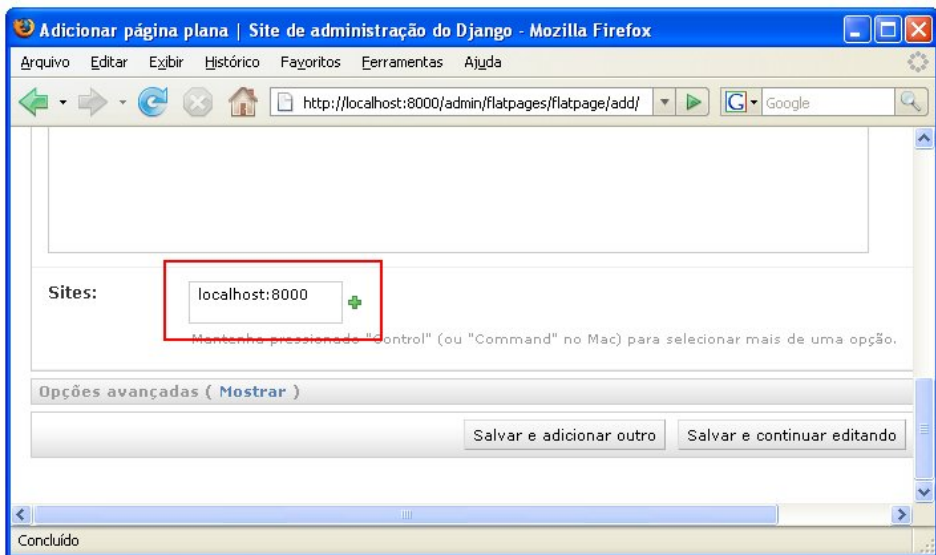 Adicionar página plana | Site de administração do Django - Mozilla Firefox
Arquivo Editar Exibir Histórico Favoritos Ferramentas Ajuda
http://localhost:8000/admin/flatpages/flatpage/add/ G Google
Sites: localhost:8000
Mantenha pressionado "Control" (ou "Command" no Mac) para selecionar mais de uma opção.
Opções avançadas ( Mostrar )
Salvar e adicionar outro Salvar e continuar editando
Concluído